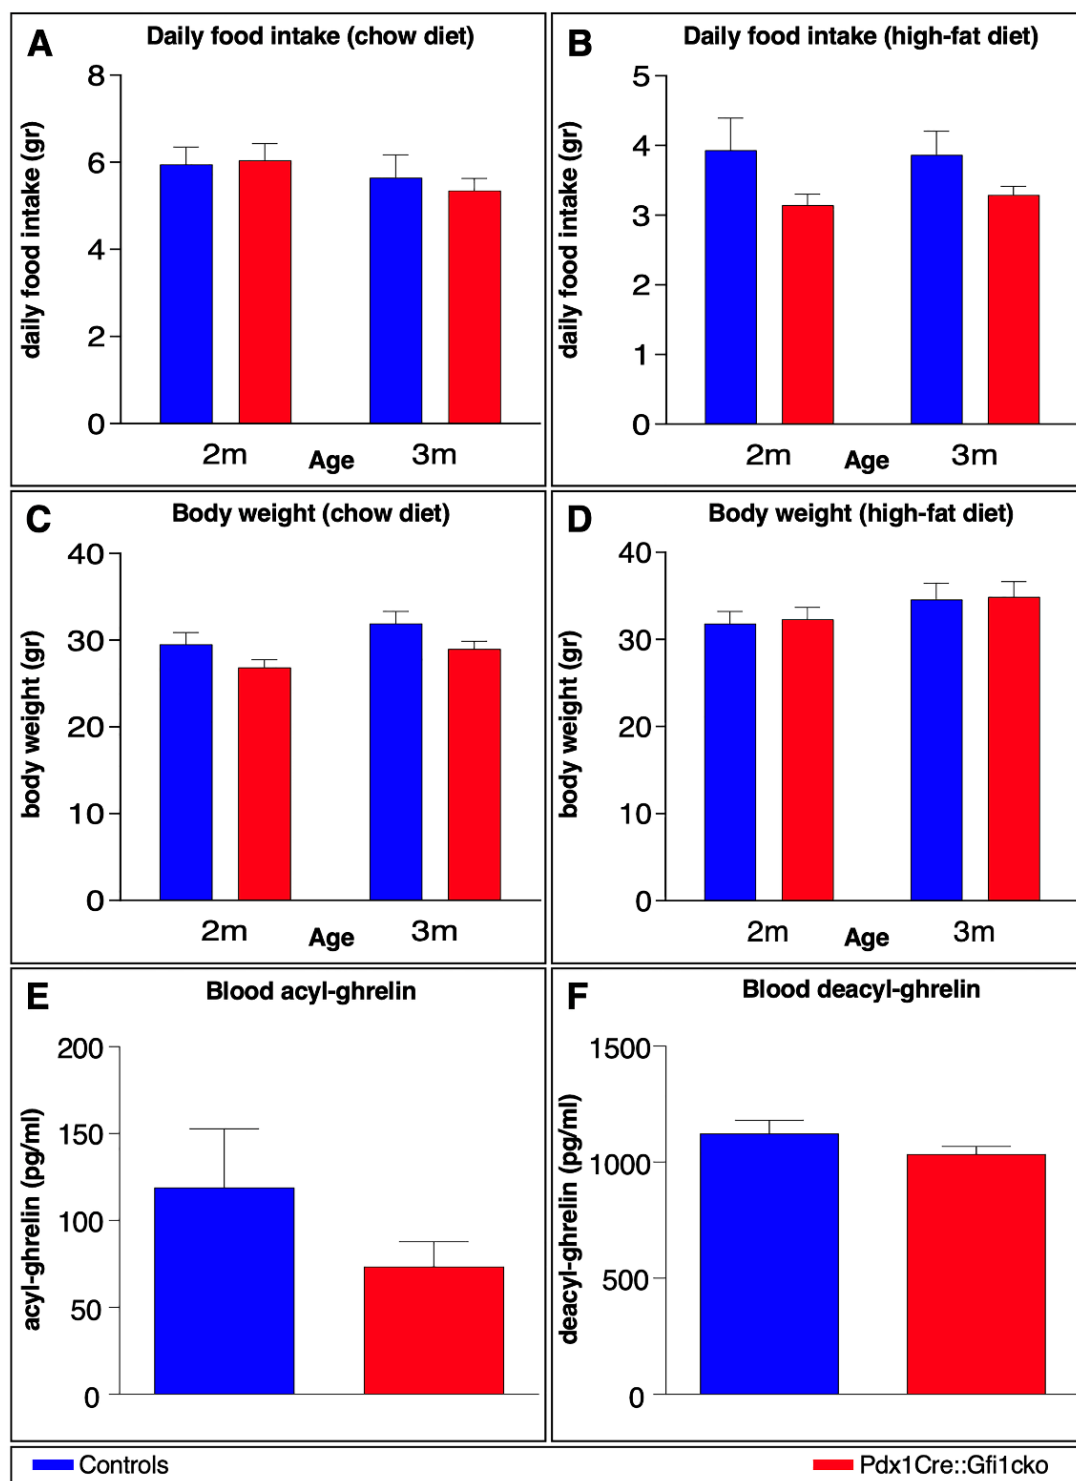 A Daily food intake (chow diet)
8
6
4
2
0
daily food intake (gr)
2m Age 3m
B Daily food intake (high-fat diet)
5
4
3
2
1
0
daily food intake (gr)
2m Age 3m
C Body weight (chow diet)
40
30
20
10
0
body weight (gr)
2m Age 3m
D Body weight (high-fat diet)
40
30
20
10
0
body weight (gr)
2m Age 3m
E Blood acyl-ghrelin
200
150
100
50
0
acyl-ghrelin (pg/ml)
F Blood deacyl-ghrelin
1500
1000
500
0
deacyl-ghrelin (pg/ml)
Controls
Pdx1Cre::Gfi1cko